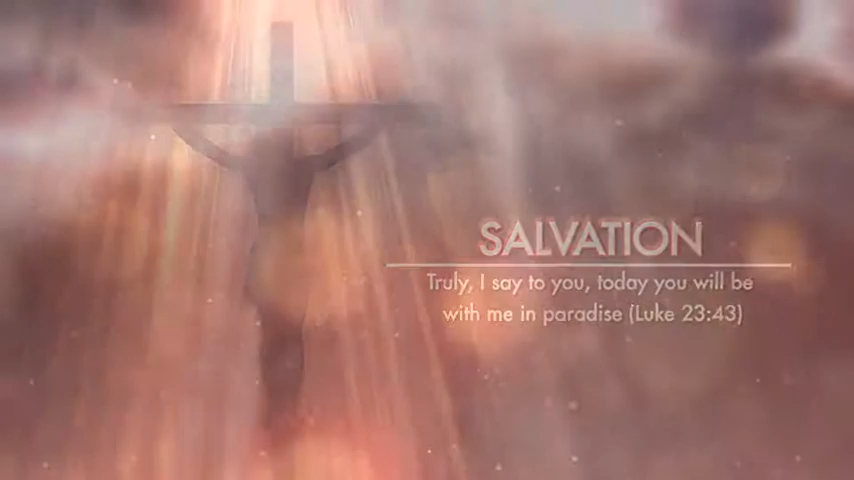 SALVATION
Truly, I say to you, today you will be
with me in paradise (Luke 23:43)